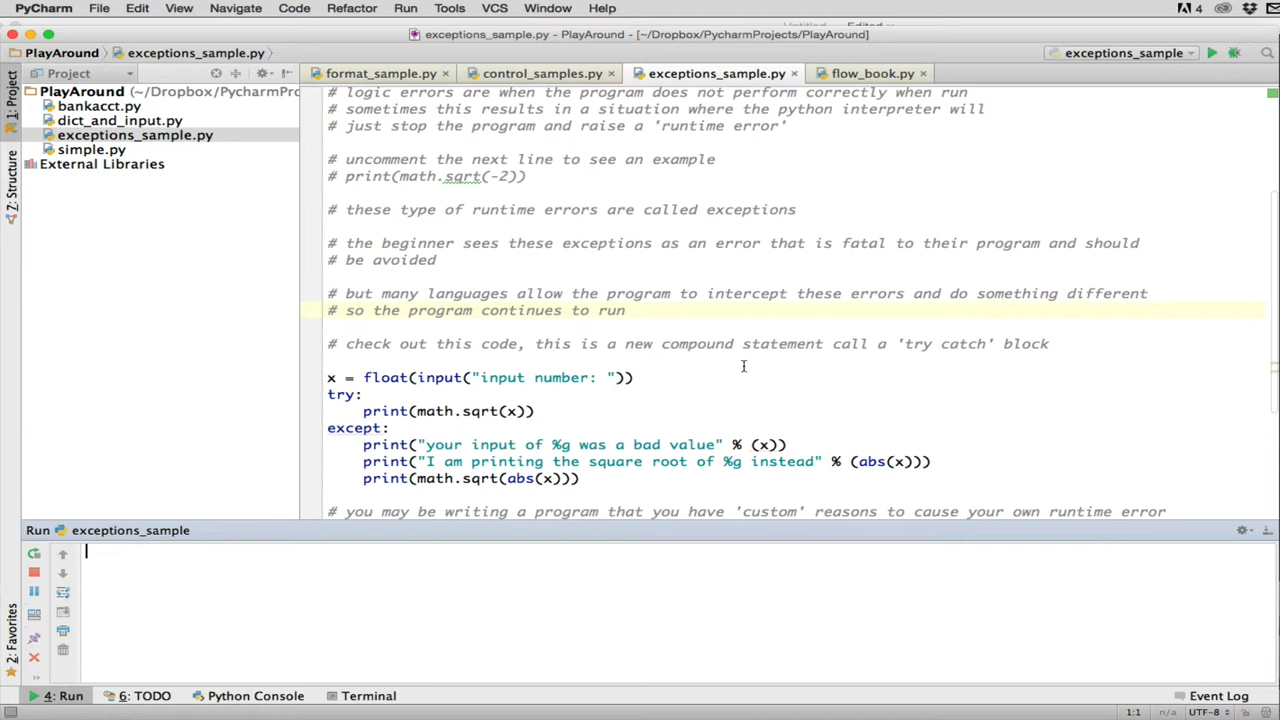 PyCharm File Edit View Navigate Code Refactor Run Tools VCS Window Help 4
exceptions_sample.py - PlayAround - [~/Dropbox/PycharmProjects/PlayAround]
PlayAround exceptions_sample.py exceptions_sample
Project format_sample.py × control_samples.py × exceptions_sample.py × flow_book.py ×
1: Project
Z: Structure
2: Favorites
PlayAround (~/Dropbox/PycharmPro
bankacct.py
dict_and_input.py
exceptions_sample.py
simple.py
External Libraries
# logic errors are when the program does not perform correctly when run
# sometimes this results in a situation where the python interpreter will
# just stop the program and raise a 'runtime error'
# uncomment the next line to see an example
# print(math.sqrt(-2))
# these type of runtime errors are called exceptions
# the beginner sees these exceptions as an error that is fatal to their program and should
# be avoided
# but many languages allow the program to intercept these errors and do something different
# so the program continues to run
# check out this code, this is a new compound statement call a 'try catch' block
x = float(input("input number: "))
try:
print(math.sqrt(x))
except:
print("your input of %g was a bad value" % (x))
print("I am printing the square root of %g instead" % (abs(x)))
print(math.sqrt(abs(x)))
# you may be writing a program that you have 'custom' reasons to cause your own runtime error
Run exceptions_sample
4: Run 6: TODO Python Console Terminal Event Log
1:1 n/a UTF-8